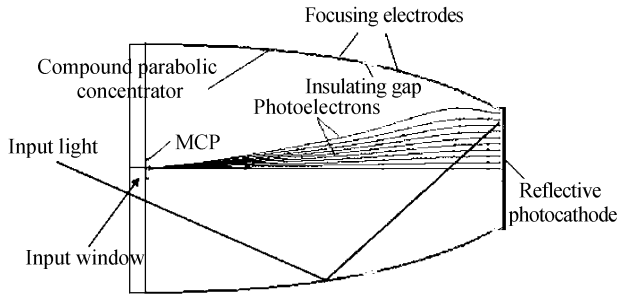 Focusing electrodes
Compound parabolic
concentrator
Insulating gap
Photoelectrons
MCP
Input light
Reflective
photocathode
Input window